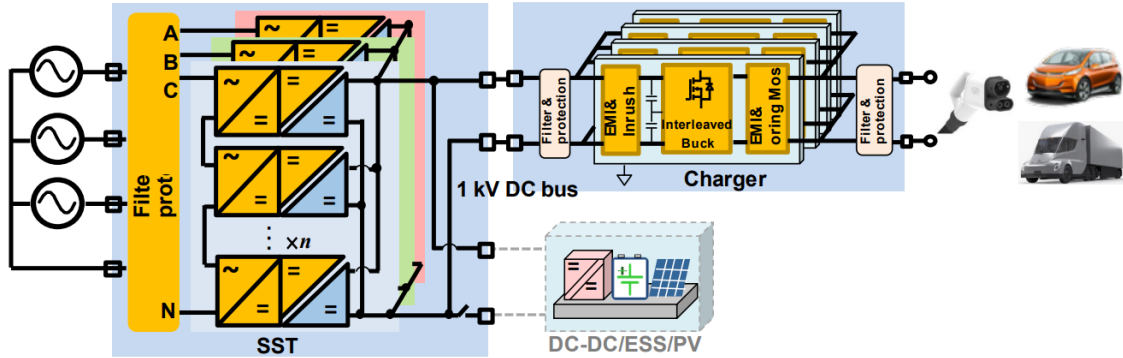 A
B
C
N
Filte
prot
~
=
~
=
=
~
=
=
⋮ ×n
~
=
=
SST
1 kV DC bus
Filter &
protection
EMI&
Inrush
Interleaved
Buck
EMI&
oring Mos
Filter &
protection
Charger
=
=
DC-DC/ESS/PV